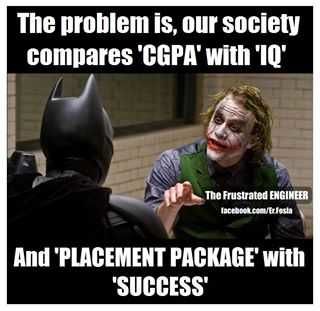 The problem is, our society
compares 'CGPA' with 'IQ'
The Frustrated ENGINEER
facebook.com/Er.Fesla
And 'PLACEMENT PACKAGE' with
'SUCCESS'